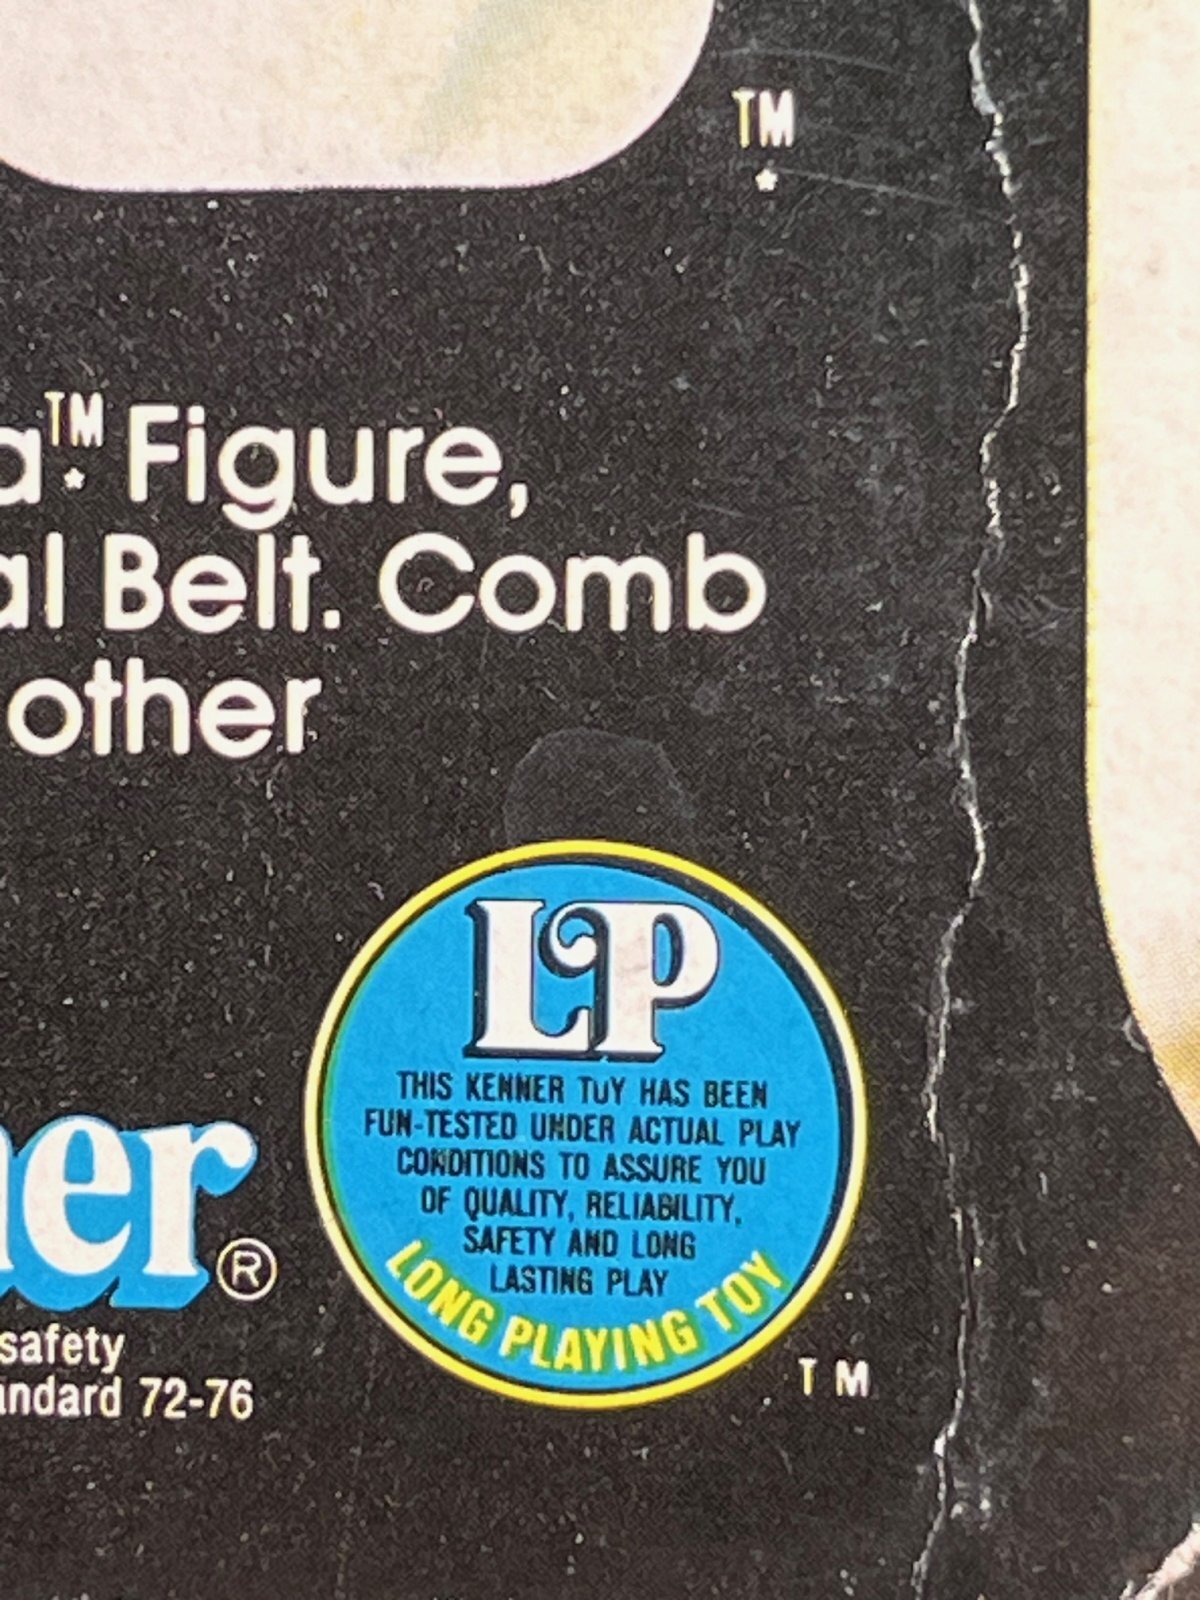 TM
*
a™* Figure,
al Belt. Comb
other
LP
THIS KENNER TOY HAS BEEN
FUN-TESTED UNDER ACTUAL PLAY
CONDITIONS TO ASSURE YOU
OF QUALITY, RELIABILITY,
SAFETY AND LONG
LASTING PLAY
LONG PLAYING TOY
TM
ner®
safety
andard 72-76